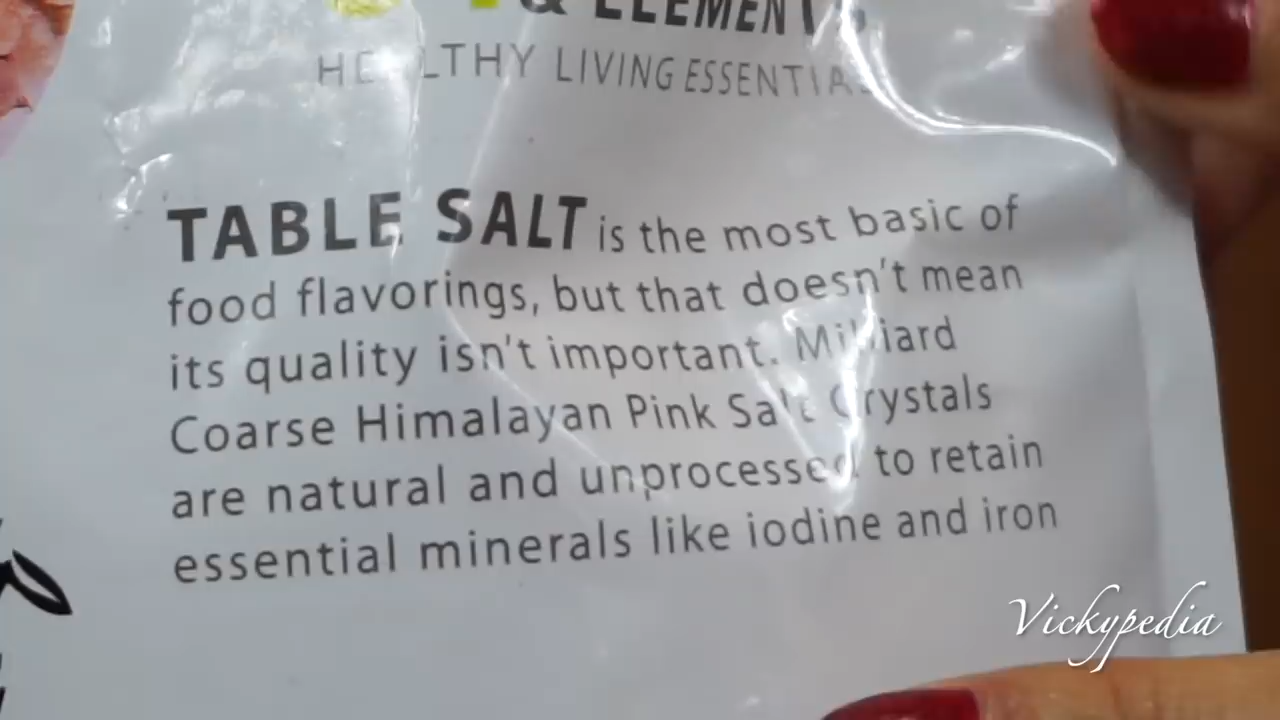 & ELEMENTS
HEALTHY LIVING ESSENTIA
TABLE SALT is the most basic of
food flavorings, but that doesn't mean
its quality isn't important. Milliard
Coarse Himalayan Pink Salt Crystals
are natural and unprocessed to retain
essential minerals like iodine and iron
Vickypedia